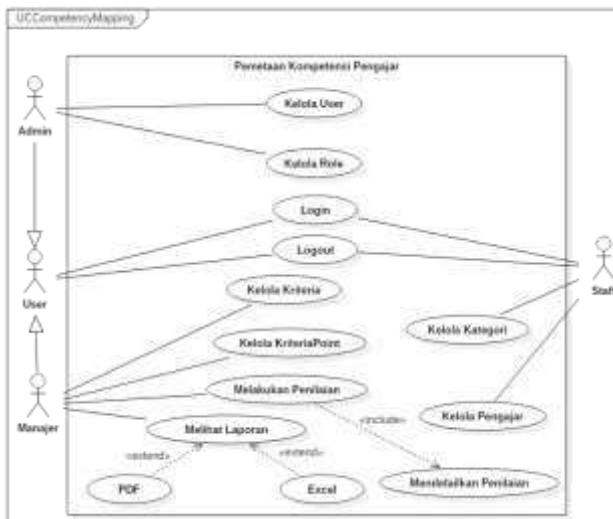 UCCompetencyMapping
Pemetaan Kompetensi Pengajar
Kelola User
Admin
Kelola Role
Login
Logout
User
Staff
Kelola Kriteria
Kelola Kategori
Kelola KriteriaPoint
Melakukan Penilaian
Kelola Pengajar
«include»
Manajer
Melihat Laporan
«extend»
«extend»
PDF
Excel
Mendetailkan Penilaian